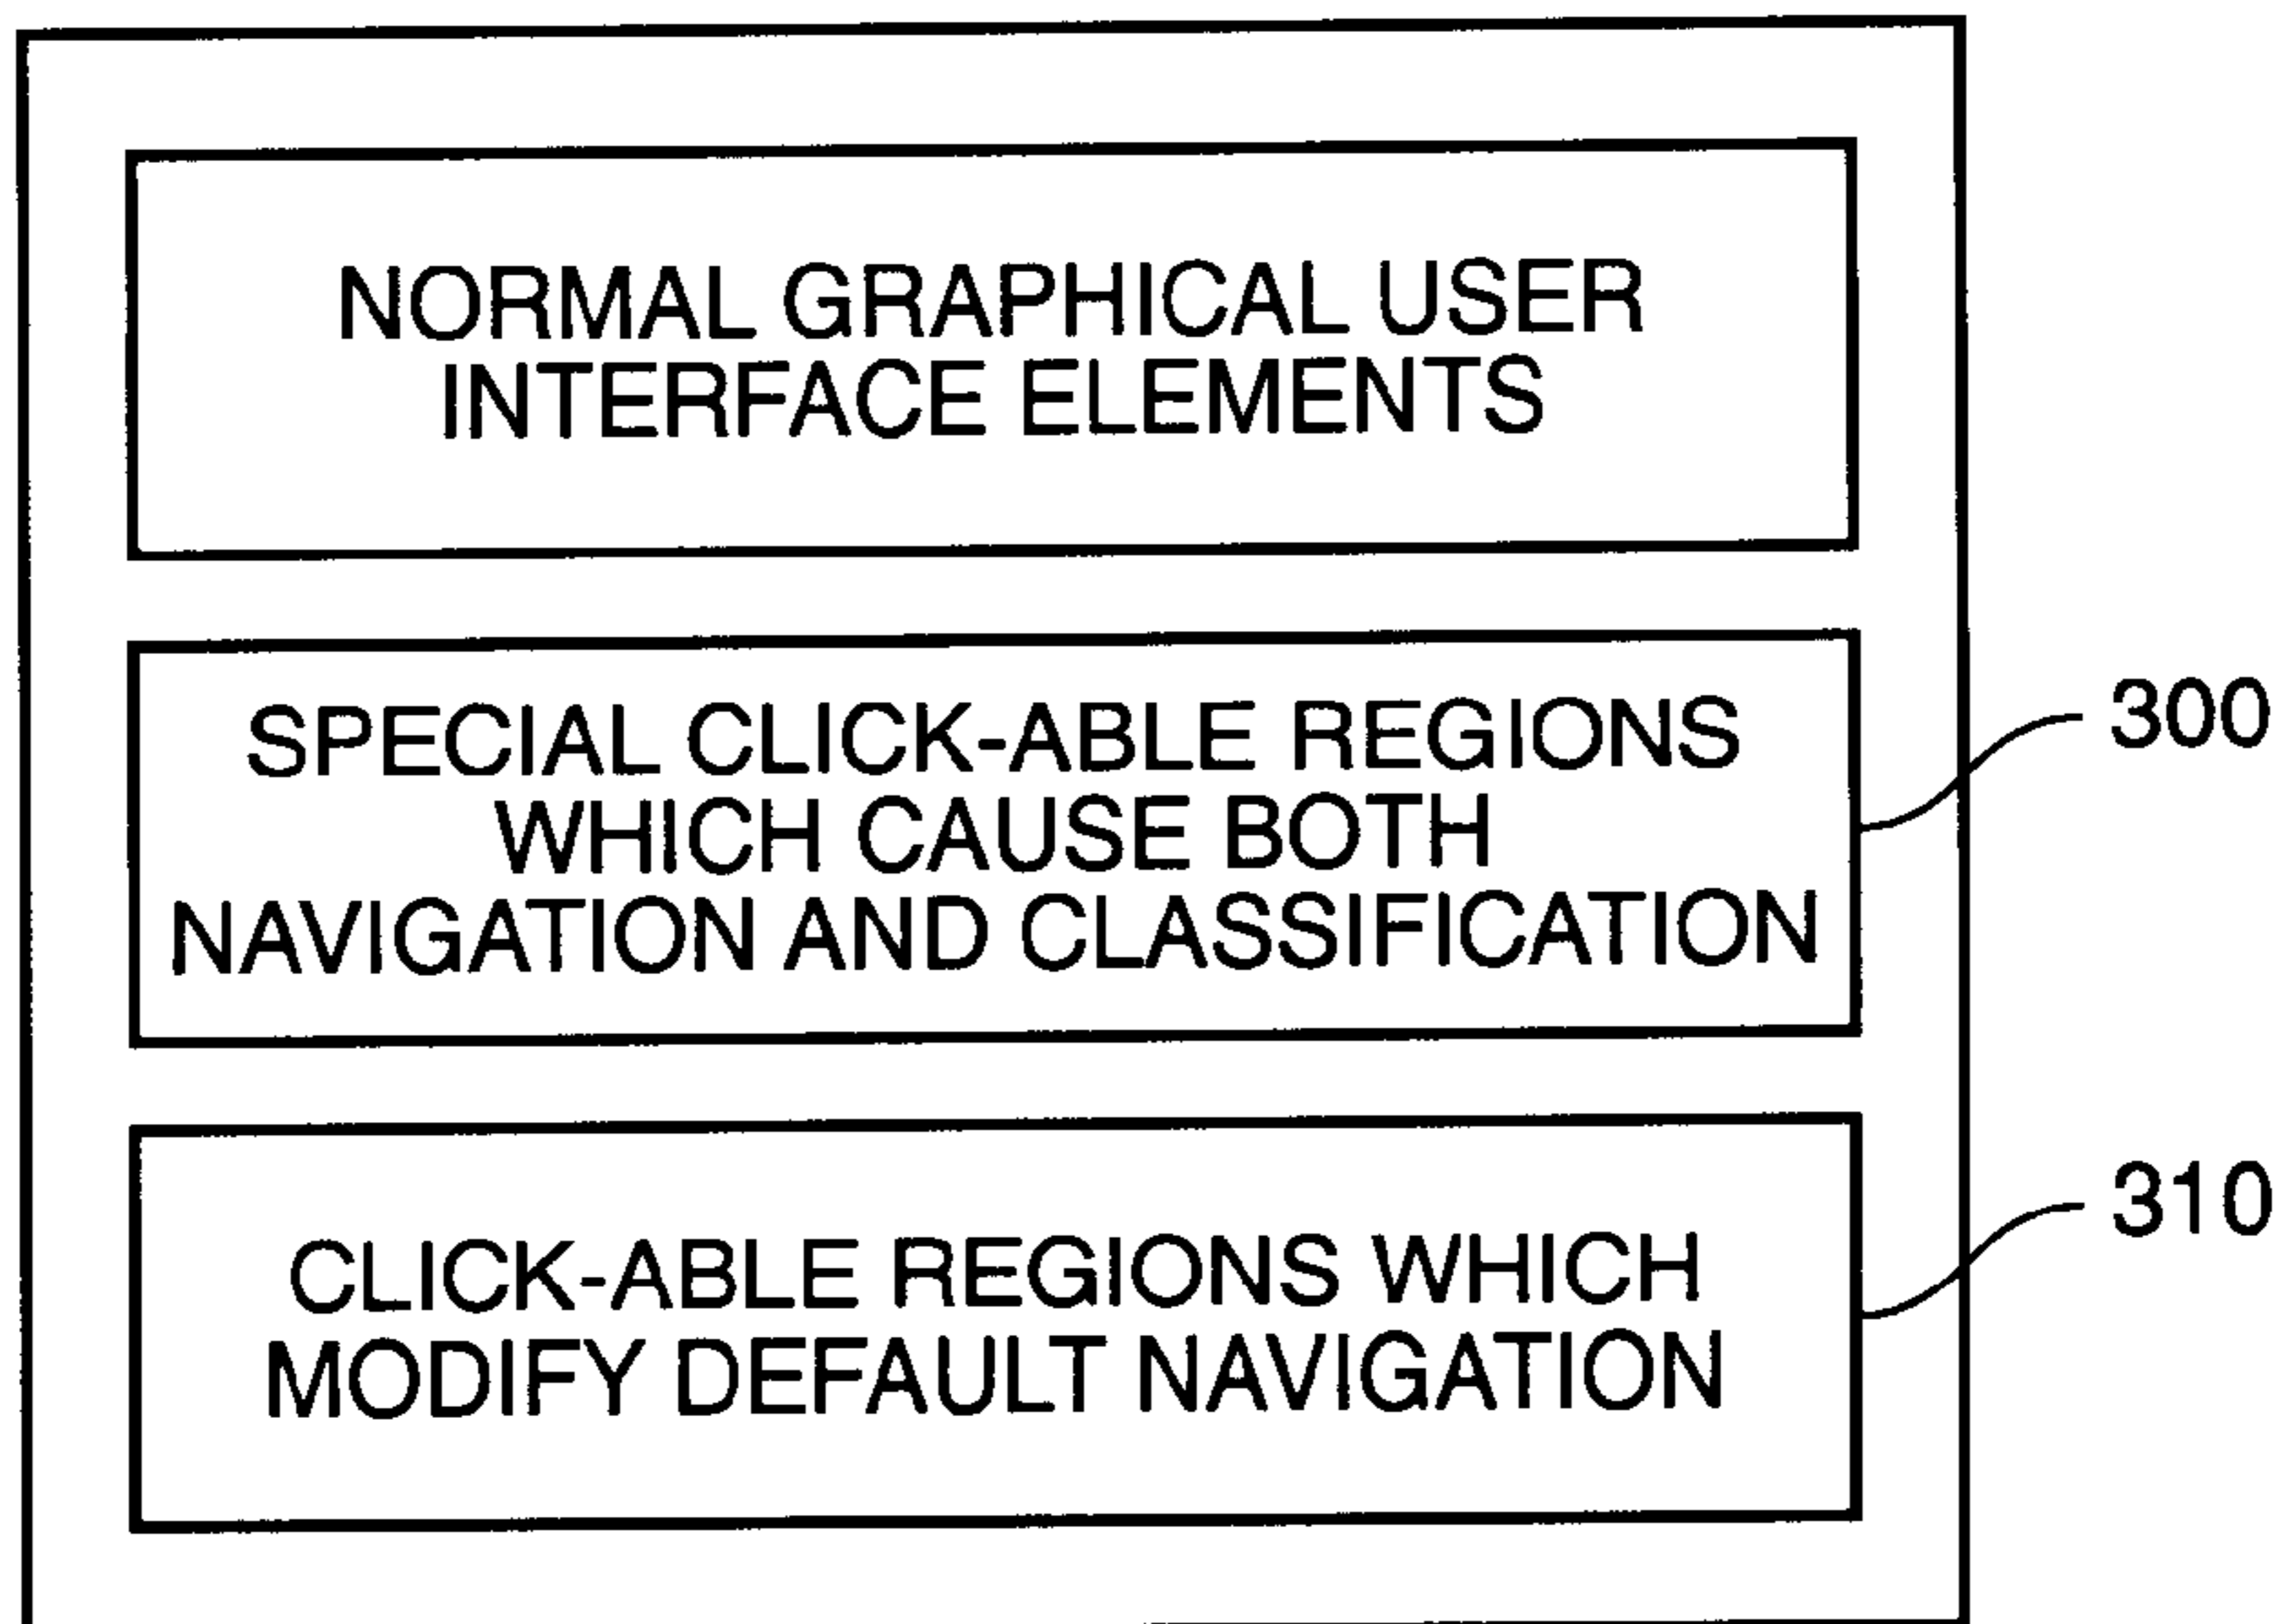 NORMAL GRAPHICAL USER
INTERFACE ELEMENTS
SPECIAL CLICK-ABLE REGIONS
WHICH CAUSE BOTH
NAVIGATION AND CLASSIFICATION
300
CLICK-ABLE REGIONS WHICH
MODIFY DEFAULT NAVIGATION
310